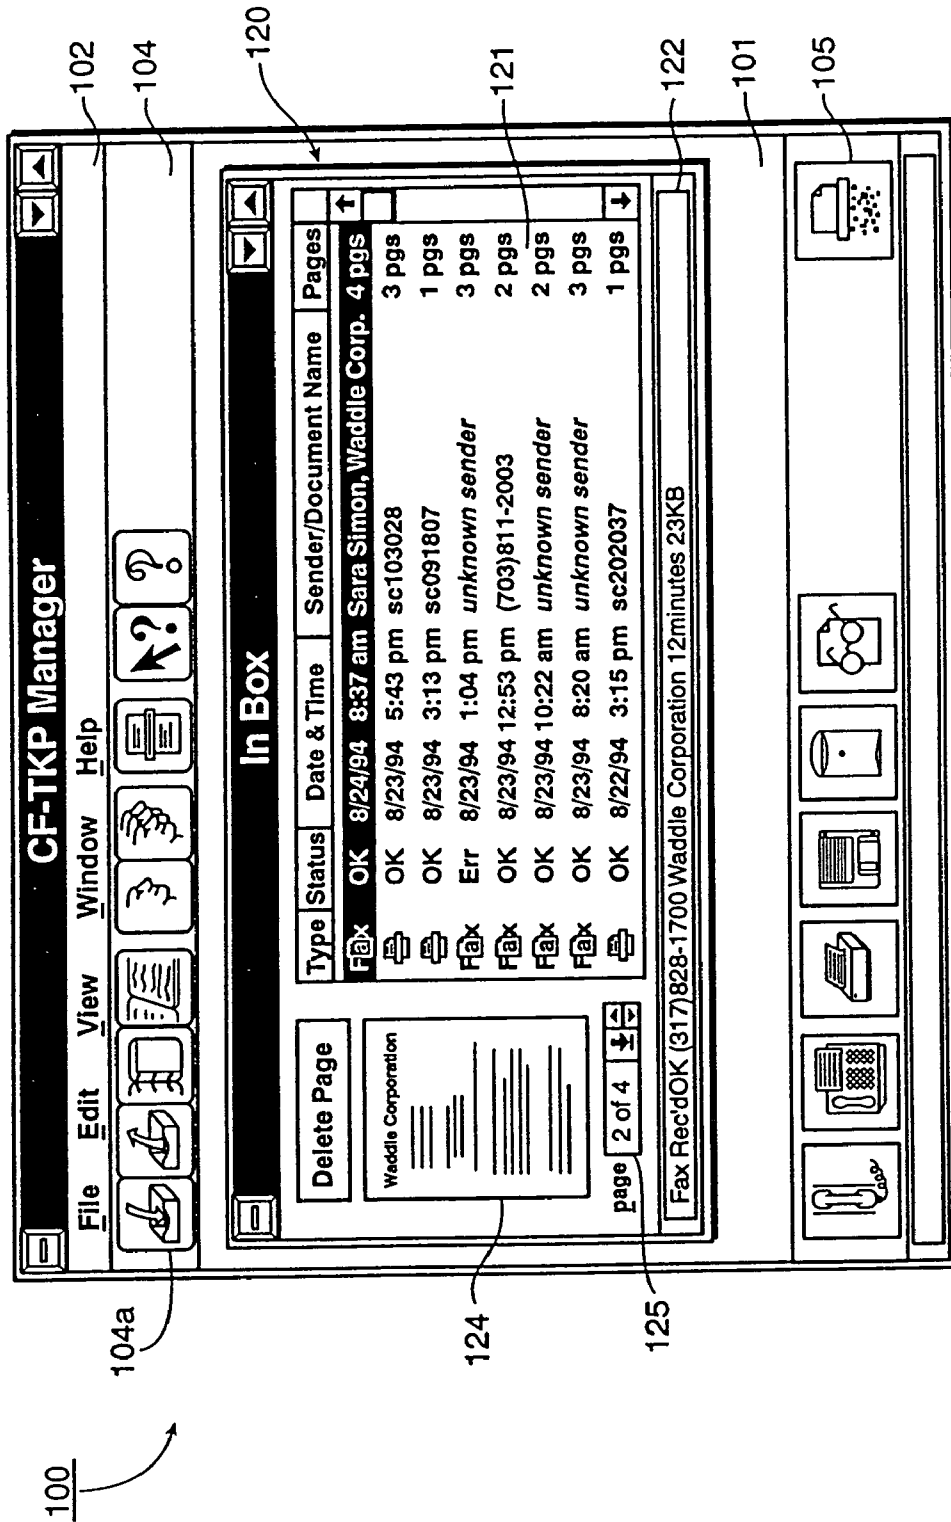 100
CF-TKP Manager
102
File Edit View Window Help
104a
104
120
In Box
Delete Page
Type Status Date & Time Sender/Document Name Pages
Fax OK 8/24/94 8:37 am Sara Simon, Waddle Corp. 4 pgs
OK 8/23/94 5:43 pm sc103028 3 pgs
OK 8/23/94 3:13 pm sc091807 1 pgs
Fax Err 8/23/94 1:04 pm unknown sender 3 pgs
Fax OK 8/23/94 12:53 pm (703)811-2003 2 pgs
Fax OK 8/23/94 10:22 am unknown sender 2 pgs
Fax OK 8/23/94 8:20 am unknown sender 3 pgs
OK 8/22/94 3:15 pm sc202037 1 pgs
121
Waddle Corporation
124
page 2 of 4
125
Fax Rec'dOK (317)828-1700 Waddle Corporation 12minutes 23KB
122
101
105